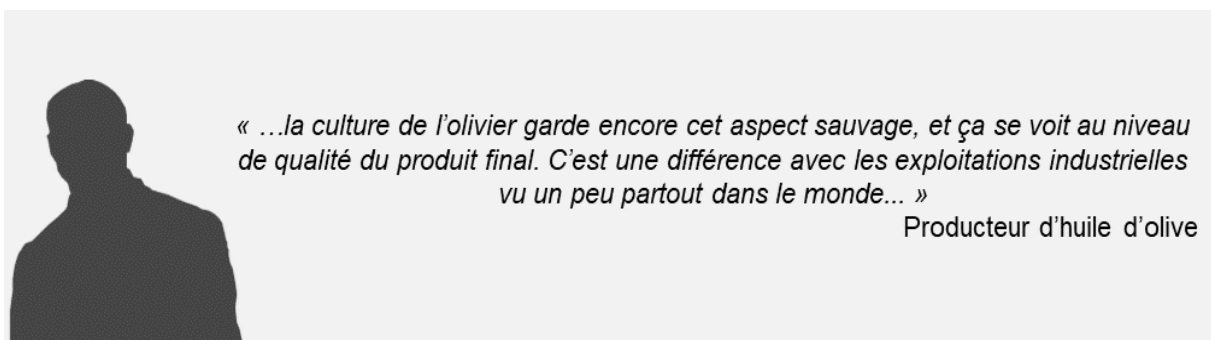 « …la culture de l’olivier garde encore cet aspect sauvage, et ça se voit au niveau
de qualité du produit final. C’est une différence avec les exploitations industrielles
vu un peu partout dans le monde... »
Producteur d’huile d’olive